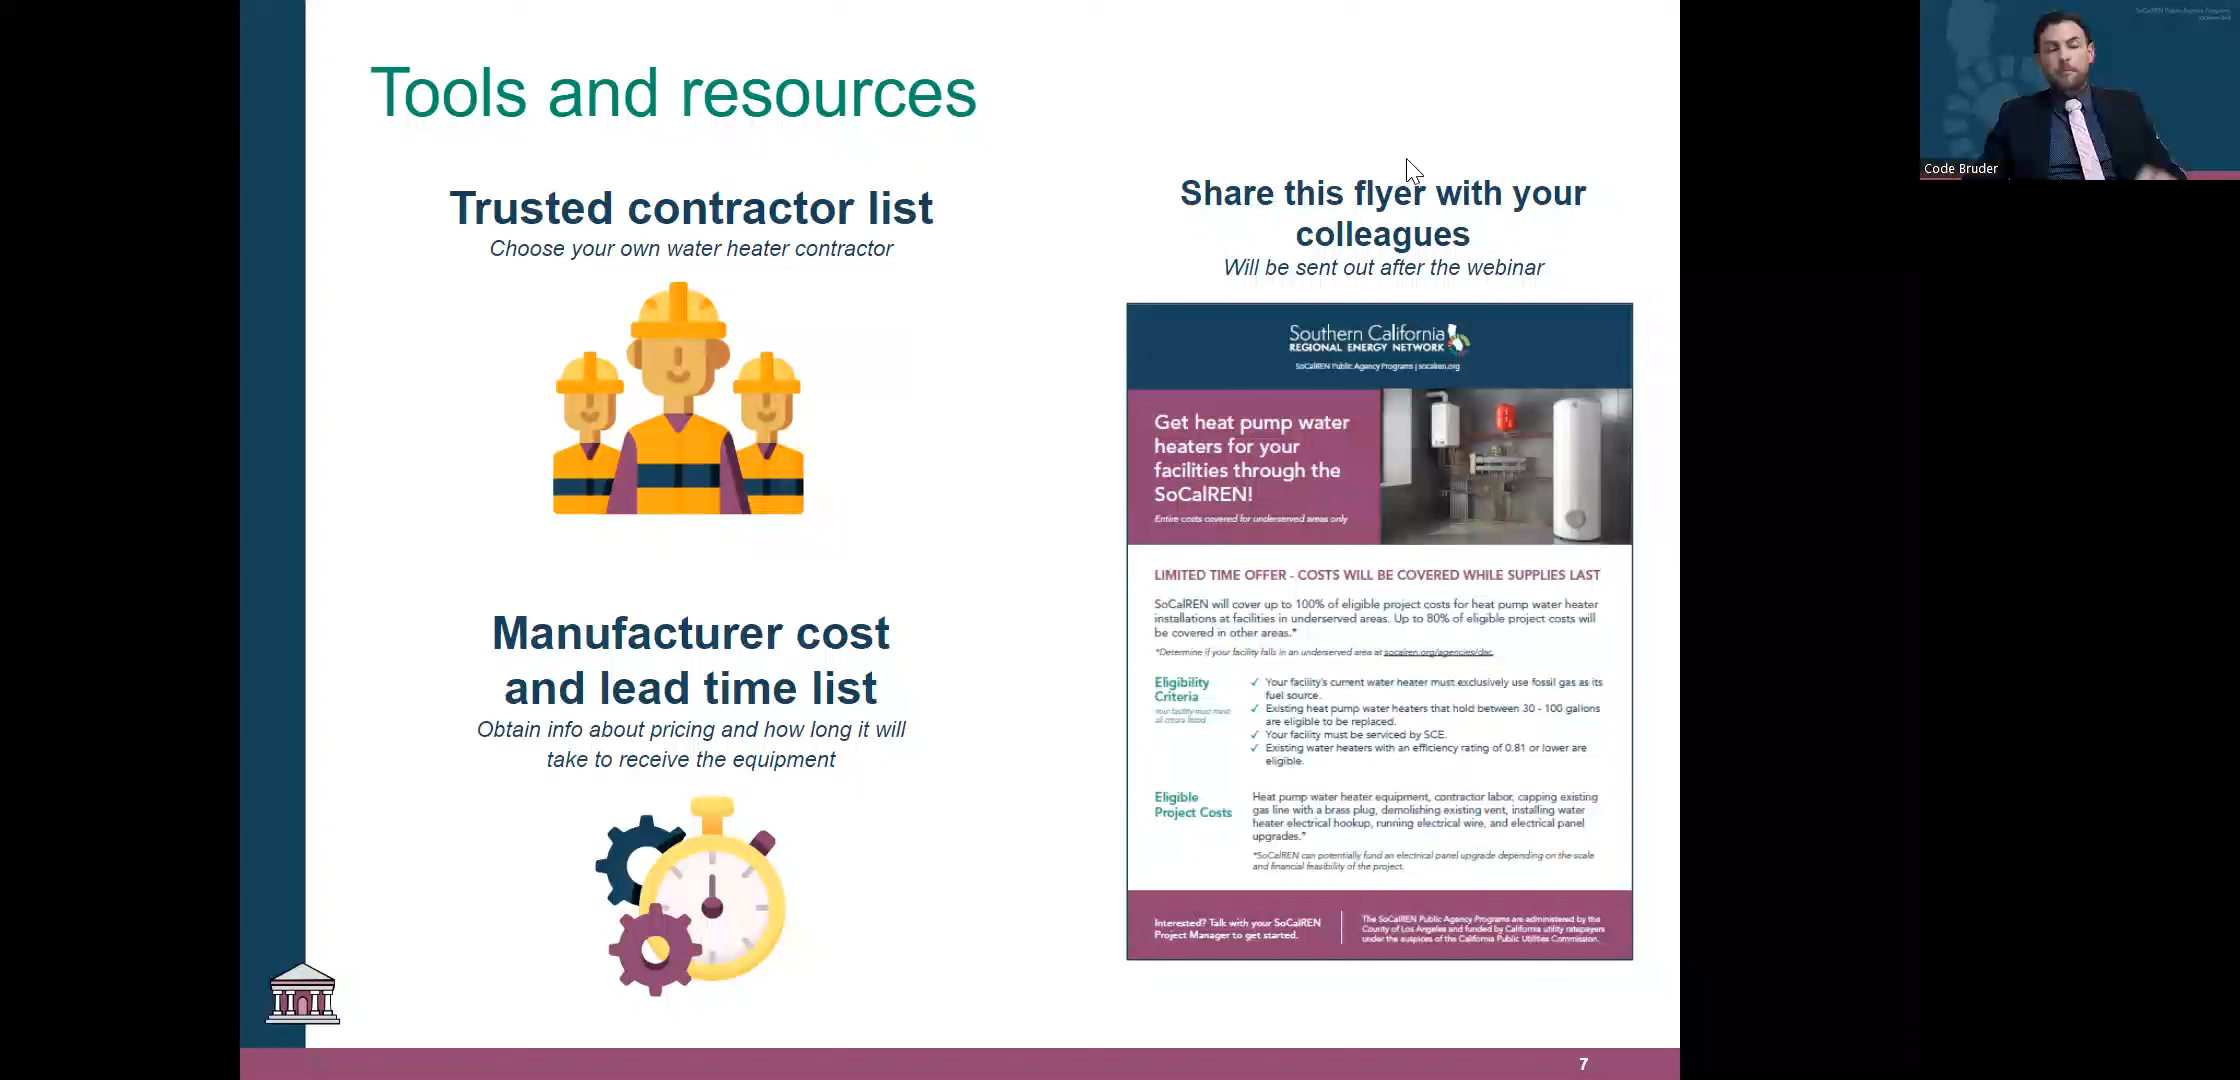 Tools and resources
Trusted contractor list
Choose your own water heater contractor
Manufacturer cost
and lead time list
Obtain info about pricing and how long it will
take to receive the equipment
Share this flyer with your
colleagues
Will be sent out after the webinar
Southern California
REGIONAL ENERGY NETWORK
SoCalREN Public Agency Programs | socalren.org
Get heat pump water
heaters for your
facilities through the
SoCalREN!
Entire costs covered for underserved areas only
LIMITED TIME OFFER - COSTS WILL BE COVERED WHILE SUPPLIES LAST
SoCalREN will cover up to 100% of eligible project costs for heat pump water heater
installations at facilities in underserved areas. Up to 80% of eligible project costs will
be covered in other areas.*
*Determine if your facility falls in an underserved area at socalren.org/agencies/dac.
Eligibility
Criteria
Your facility must meet
all criteria listed
✓ Your facility's current water heater must exclusively use fossil gas as its
fuel source.
✓ Existing heat pump water heaters that hold between 30 - 100 gallons
are eligible to be replaced.
✓ Your facility must be serviced by SCE.
✓ Existing water heaters with an efficiency rating of 0.81 or lower are
eligible.
Eligible
Project Costs
Heat pump water heater equipment, contractor labor, capping existing
gas line with a brass plug, demolishing existing vent, installing water
heater electrical hookup, running electrical wire, and electrical panel
upgrades.*
*SoCalREN can potentially fund an electrical panel upgrade depending on the scale
and financial feasibility of the project.
Interested? Talk with your SoCalREN
Project Manager to get started.
The SoCalREN Public Agency Programs are administered by the
County of Los Angeles and funded by California utility ratepayers
under the auspices of the California Public Utilities Commission.
7
SoCalREN Public Agency Programs
Code Bruder